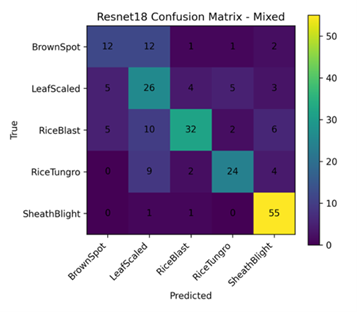 Resnet18 Confusion Matrix - Mixed
BrownSpot 12 12 1 1 2
LeafScaled 5 26 4 5 3
RiceBlast 5 10 32 2 6
RiceTungro 0 9 2 24 4
SheathBlight 0 1 1 0 55
True
BrownSpot LeafScaled RiceBlast RiceTungro SheathBlight
Predicted
50
40
30
20
10
0